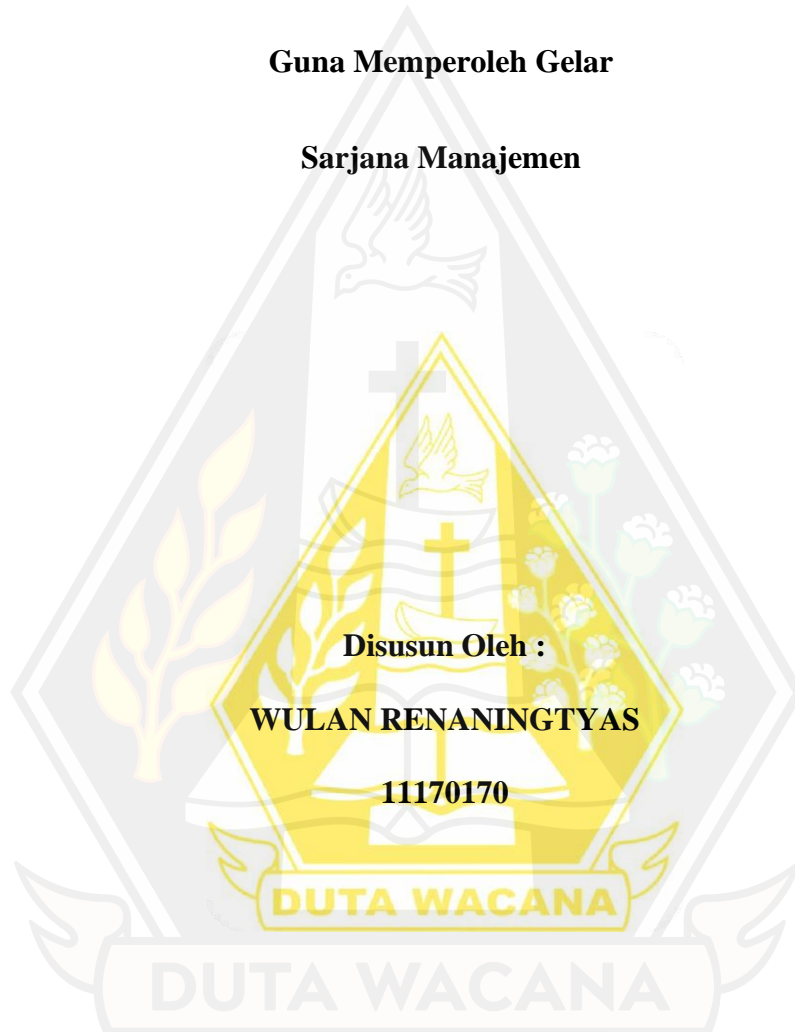 Guna Memperoleh Gelar
Sarjana Manajemen
Disusun Oleh :
WULAN RENANINGTYAS
11170170
DUTA WACANA
DUTA WACANA